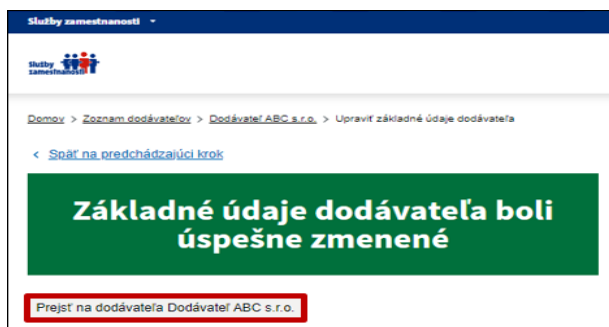 Služby zamestnanosti
Služby
zamestnanosti
Domov > Zoznam dodávateľov > Dodávateľ ABC s.r.o. > Upraviť základné údaje dodávateľa
< Späť na predchádzajúci krok
Základné údaje dodávateľa boli
úspešne zmenené
Prejsť na dodávateľa Dodávateľ ABC s.r.o.